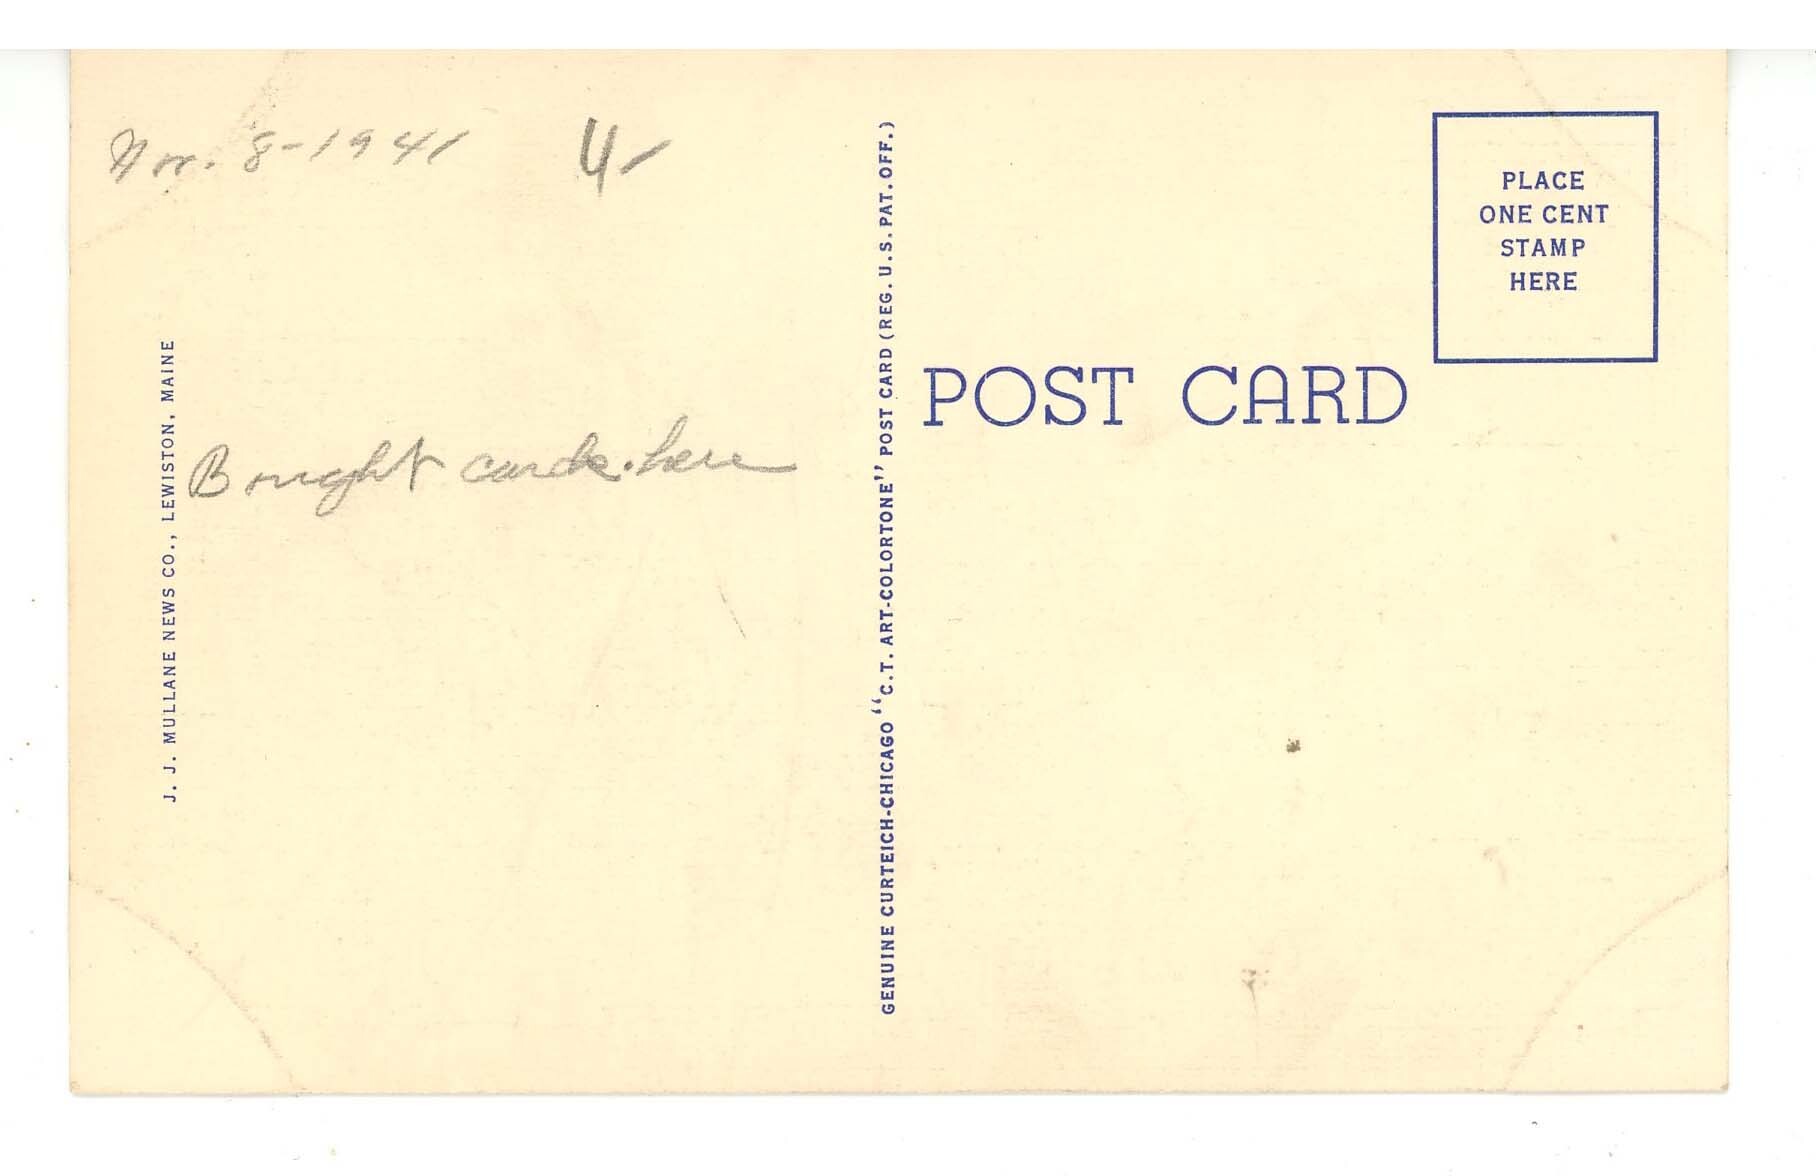 Nov. 8-1941
4-
PLACE
ONE CENT
STAMP
HERE
POST CARD
Bought cards here
J. J. MULLANE NEWS CO., LEWISTON, MAINE
GENUINE CURTEICH-CHICAGO "C.T. ART-COLORTONE" POST CARD (REG. U.S. PAT. OFF.)